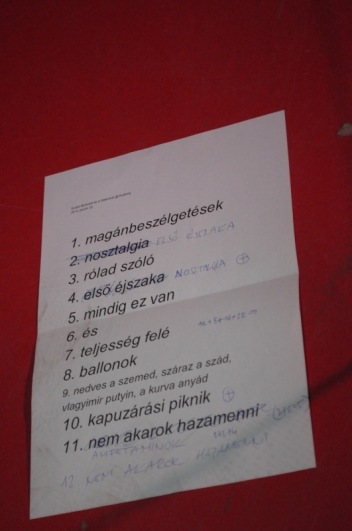 1. magánbeszélgetések
2. nosztalgia ELSŐ ÉJSZAKA
3. rólad szóló
4. első éjszaka NOSZTALGIA
5. mindig ez van
6. és
7. teljesség felé
8. ballonok
9. nedves a szemed, száraz a szád,
vlagyimir putyin, a kurva anyád
10. kapuzárási piknik
11. nem akarok hazamenni
AMFETAMINOK
12. NEM AKAROK HAZAMENNI